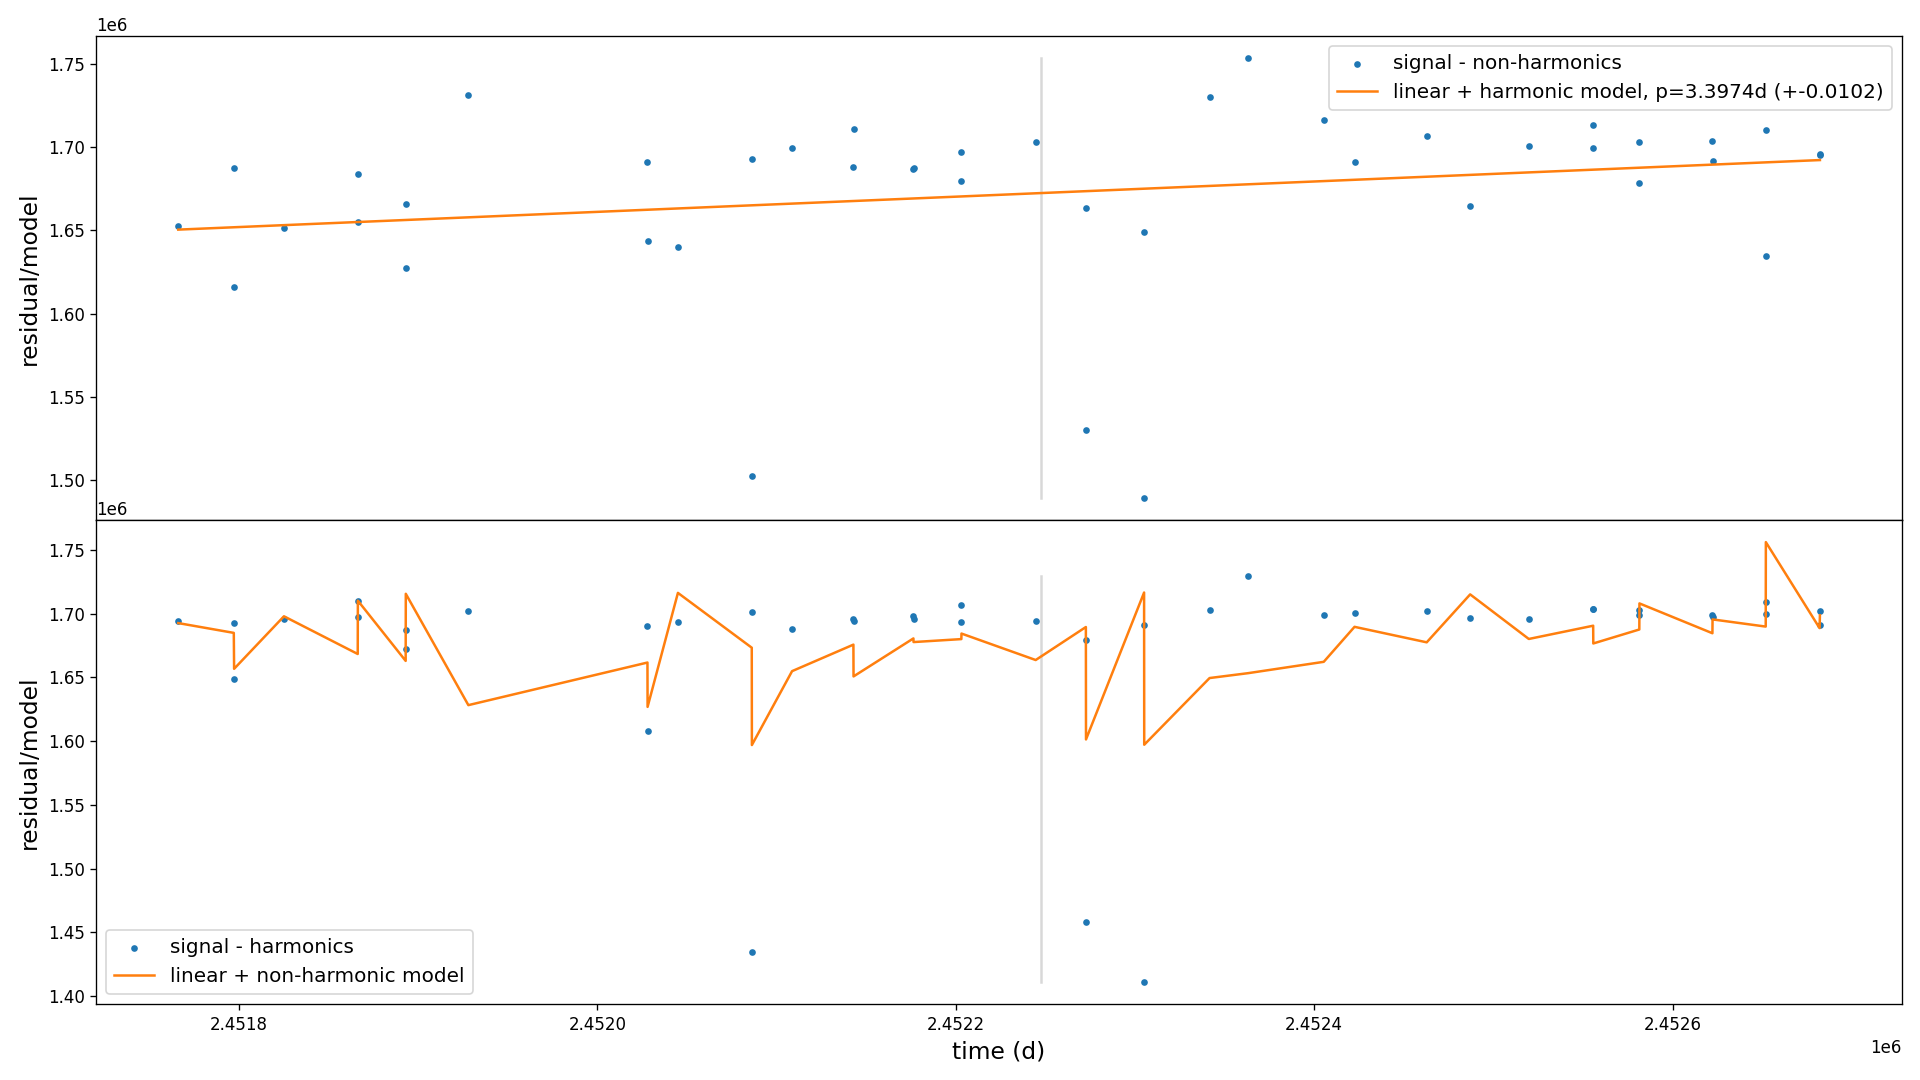 1e6
1.75
1.70
1.65
1.60
1.55
1.50
residual/model
signal - non-harmonics
linear + harmonic model, p=3.3974d (+-0.0102)
1e6
1.75
1.70
1.65
1.60
1.55
1.50
1.45
1.40
residual/model
signal - harmonics
linear + non-harmonic model
2.4518
2.4520
2.4522
2.4524
2.4526
time (d)
1e6